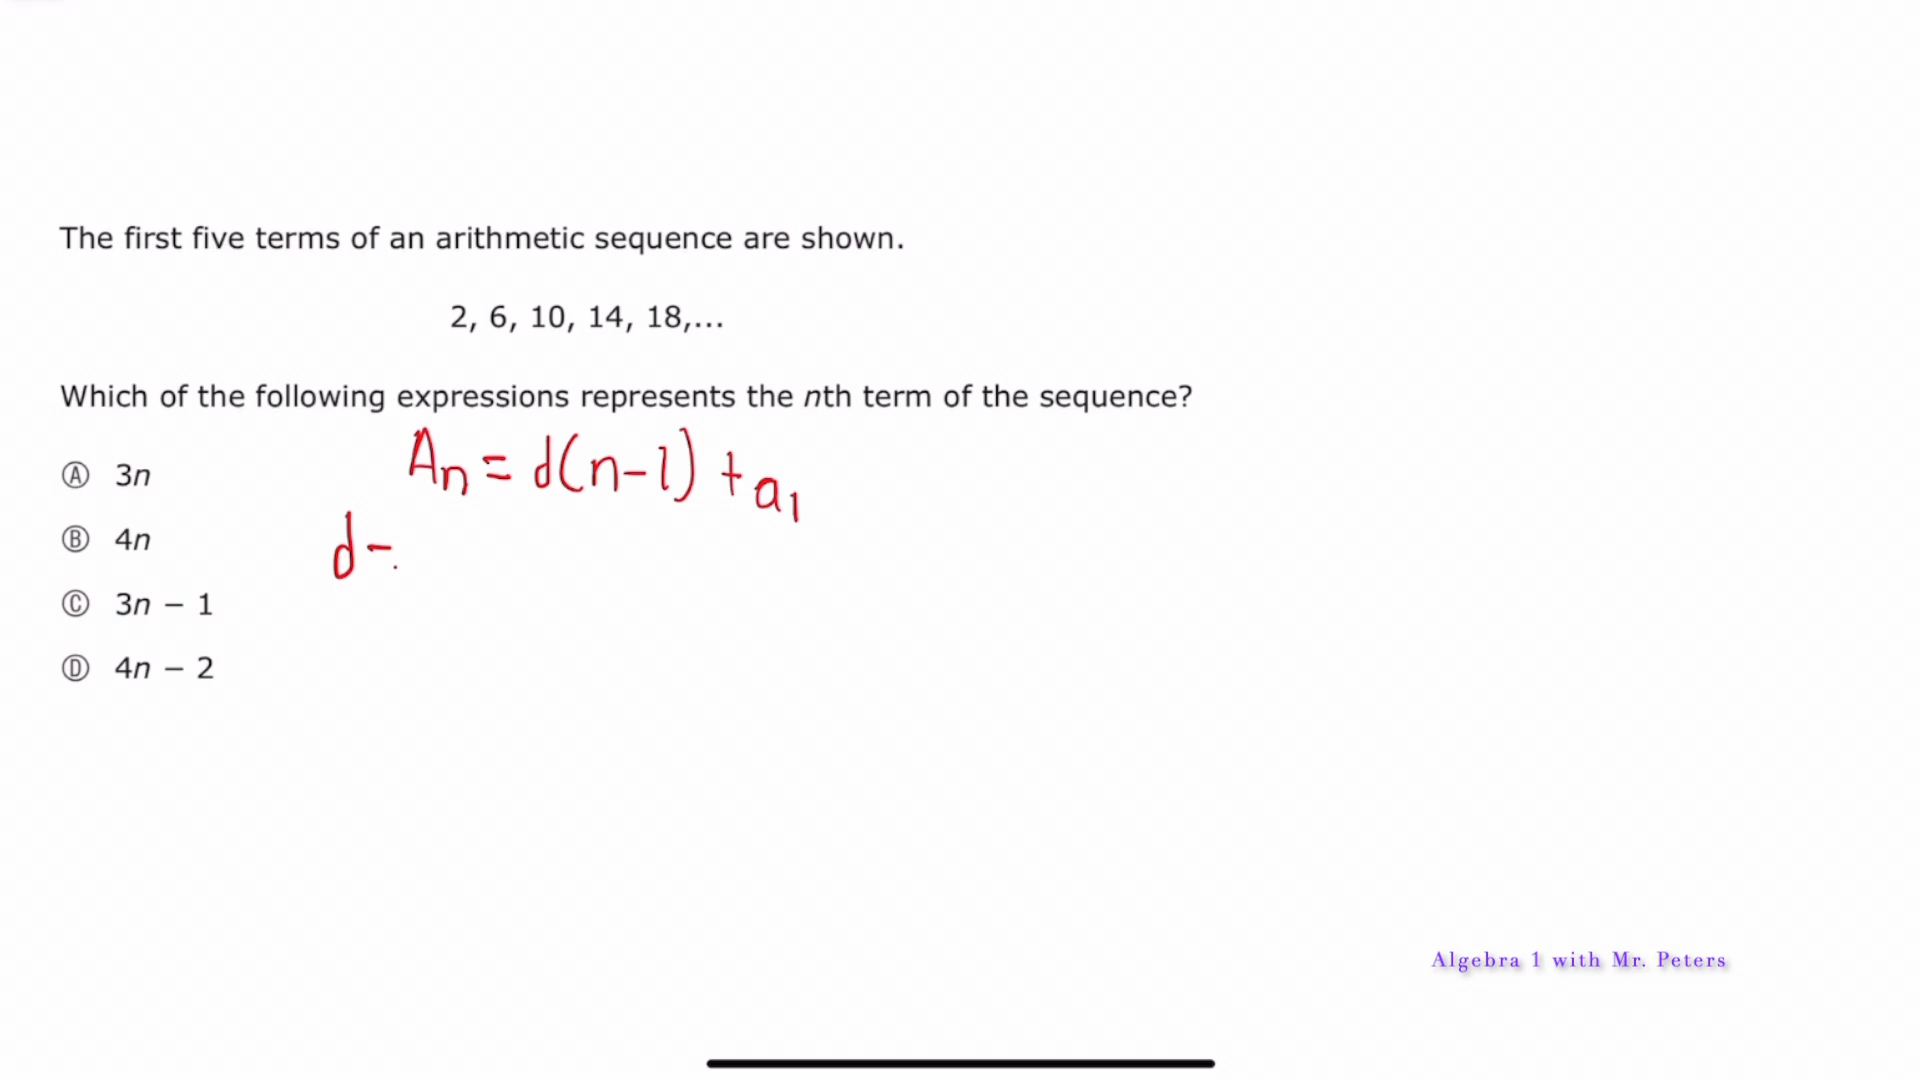 The first five terms of an arithmetic sequence are shown.
2, 6, 10, 14, 18,...
Which of the following expressions represents the nth term of the sequence?
An = d(n-1) + a1
Ⓐ 3n
d-
Ⓑ 4n
Ⓒ 3n − 1
Ⓓ 4n − 2
Algebra 1 with Mr. Peters